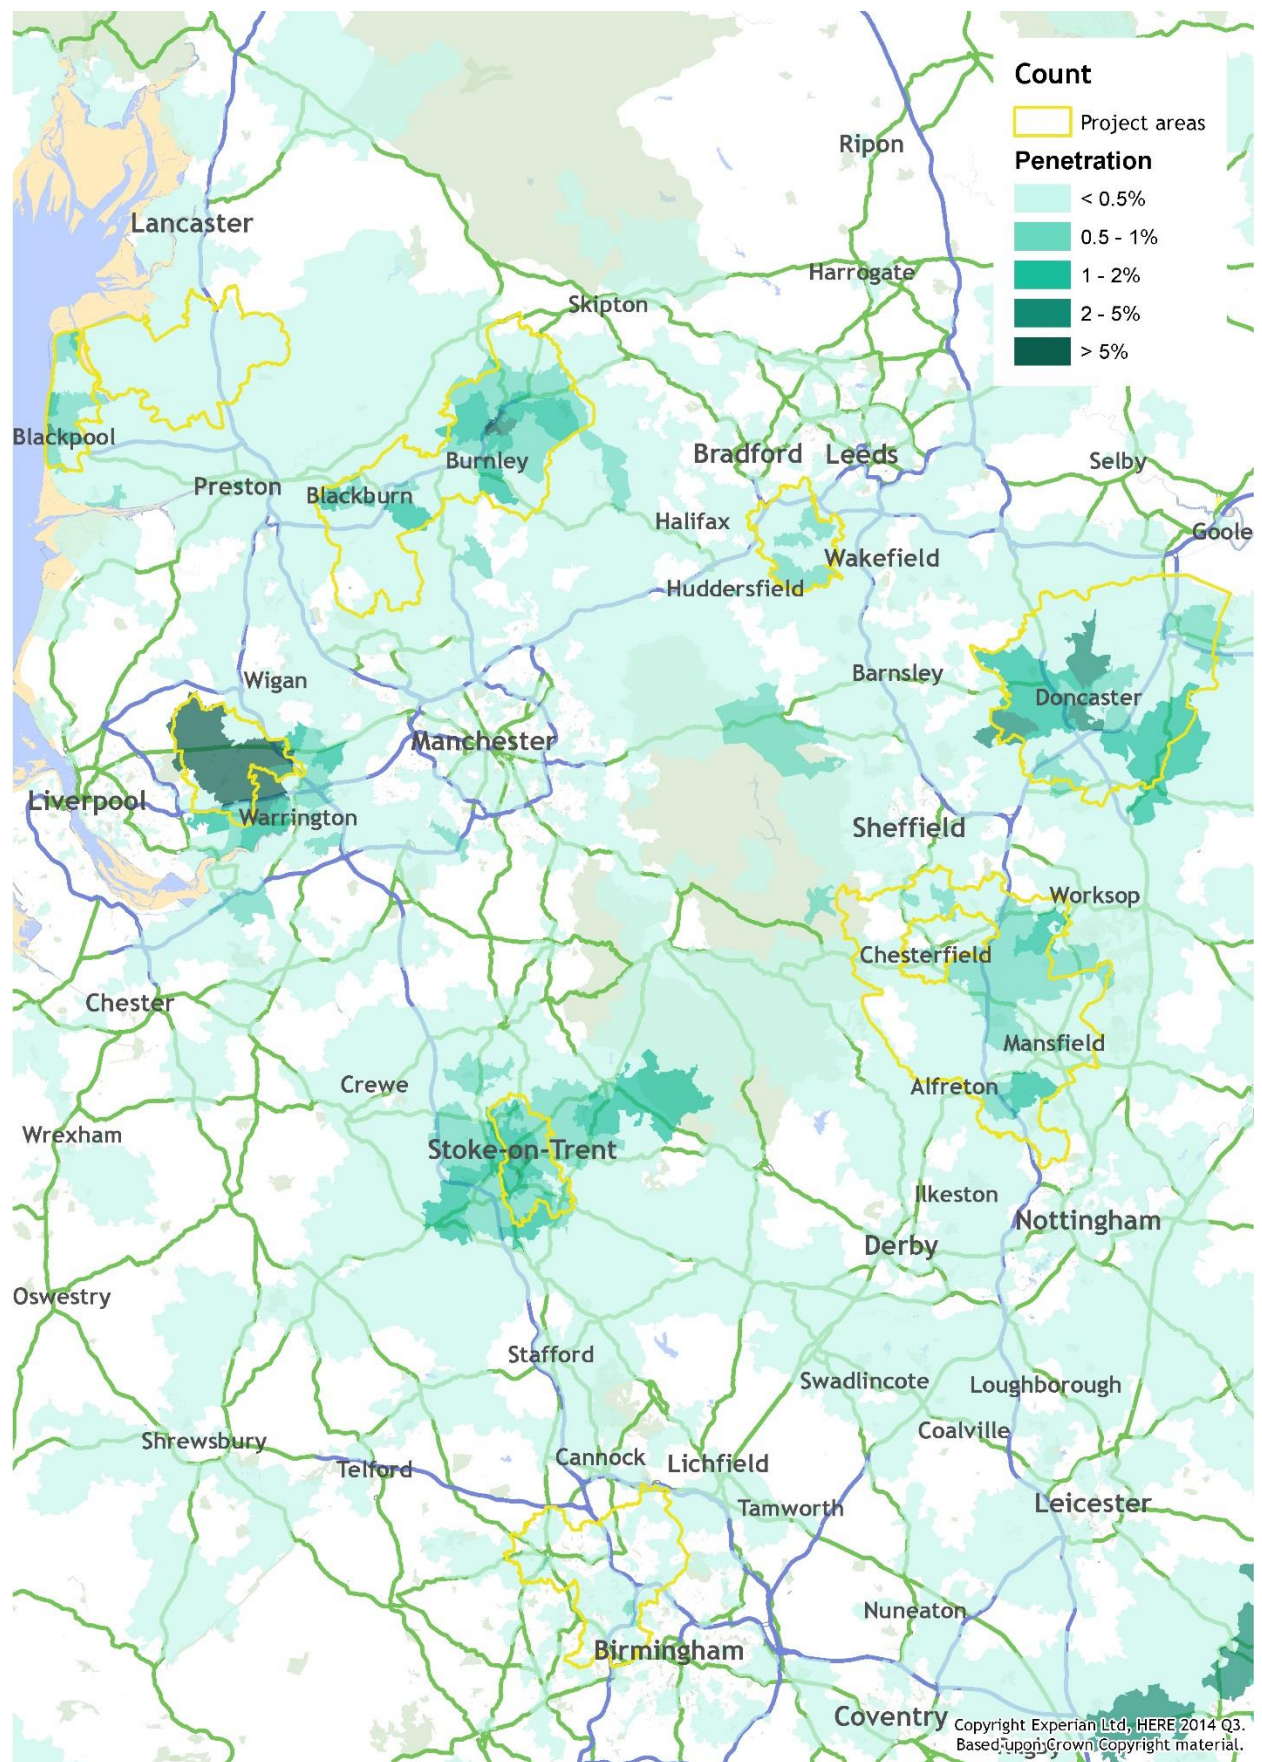 Count
Project areas
Penetration
< 0.5%
0.5 - 1%
1 - 2%
2 - 5%
> 5%
Ripon
Lancaster
Harrogate
Skipton
Blackpool
Bradford
Leeds
Burnley
Selby
Preston
Blackburn
Halifax
Goole
Wakefield
Huddersfield
Barnsley
Wigan
Doncaster
Manchester
Liverpool
Warrington
Sheffield
Worksop
Chesterfield
Chester
Mansfield
Crewe
Alfreton
Wrexham
Stoke-on-Trent
Ilkeston
Nottingham
Derby
Oswestry
Stafford
Swadlincote
Loughborough
Coalville
Shrewsbury
Cannock
Lichfield
Telford
Tamworth
Leicester
Nuneaton
Birmingham
Coventry
Copyright Experian Ltd, HERE 2014 Q3.
Based upon Crown Copyright material.